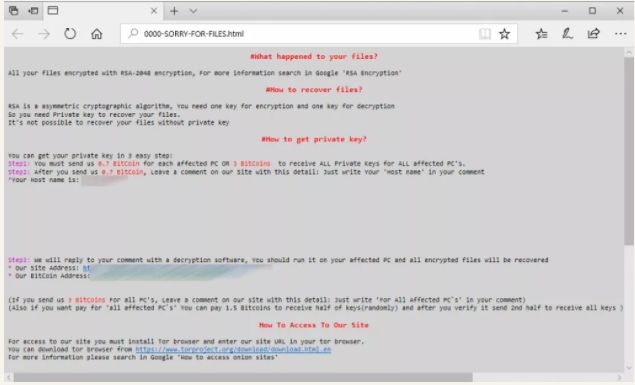 0000-SORRY-FOR-FILES.html
#What happened to your files?
All your files encrypted with RSA-2048 encryption, For more information search in Google 'RSA Encryption'
#How to recover files?
RSA is a asymmetric cryptographic algorithm, You need one key for encryption and one key for decryption
So you need Private key to recover your files.
It's not possible to recover your files without private key
#How to get private key?
You can get your private key in 3 easy step:
Step1: You must send us 0.7 BitCoin for each affected PC OR 3 BitCoins to receive ALL Private Keys for ALL affected PC's.
Step2: After you send us 0.7 BitCoin, Leave a comment on our Site with this detail: Just write Your 'Host name' in your comment
*Your Host name is:
Step3: We will reply to your comment with a decryption software, You should run it on your affected PC and all encrypted files will be recovered
* Our Site Address: ht
* Our BitCoin Address:
(If you send us 3 BitCoins For all PC's, Leave a comment on our site with this detail: Just write 'For All Affected PC's' in your comment)
(Also if you want pay for 'all affected PC`s' You can pay 1.5 Bitcoins to receive half of keys(randomly) and after you verify it send 2nd half to receive all keys )
How To Access To Our Site
For access to our site you must install Tor browser and enter our site URL in your tor browser.
You can download tor browser from https://www.torproject.org/download/download.html.en
For more information please search in Google 'How to access onion sites'